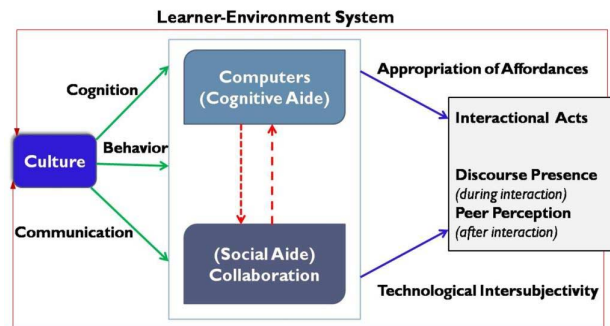 Learner-Environment System
Computers
(Cognitive Aide)
Appropriation of Affordances
Cognition
Interactional Acts
Behavior
Culture
Discourse Presence
(during interaction)
Peer Perception
(after interaction)
Communication
(Social Aide)
Collaboration
Technological Intersubjectivity